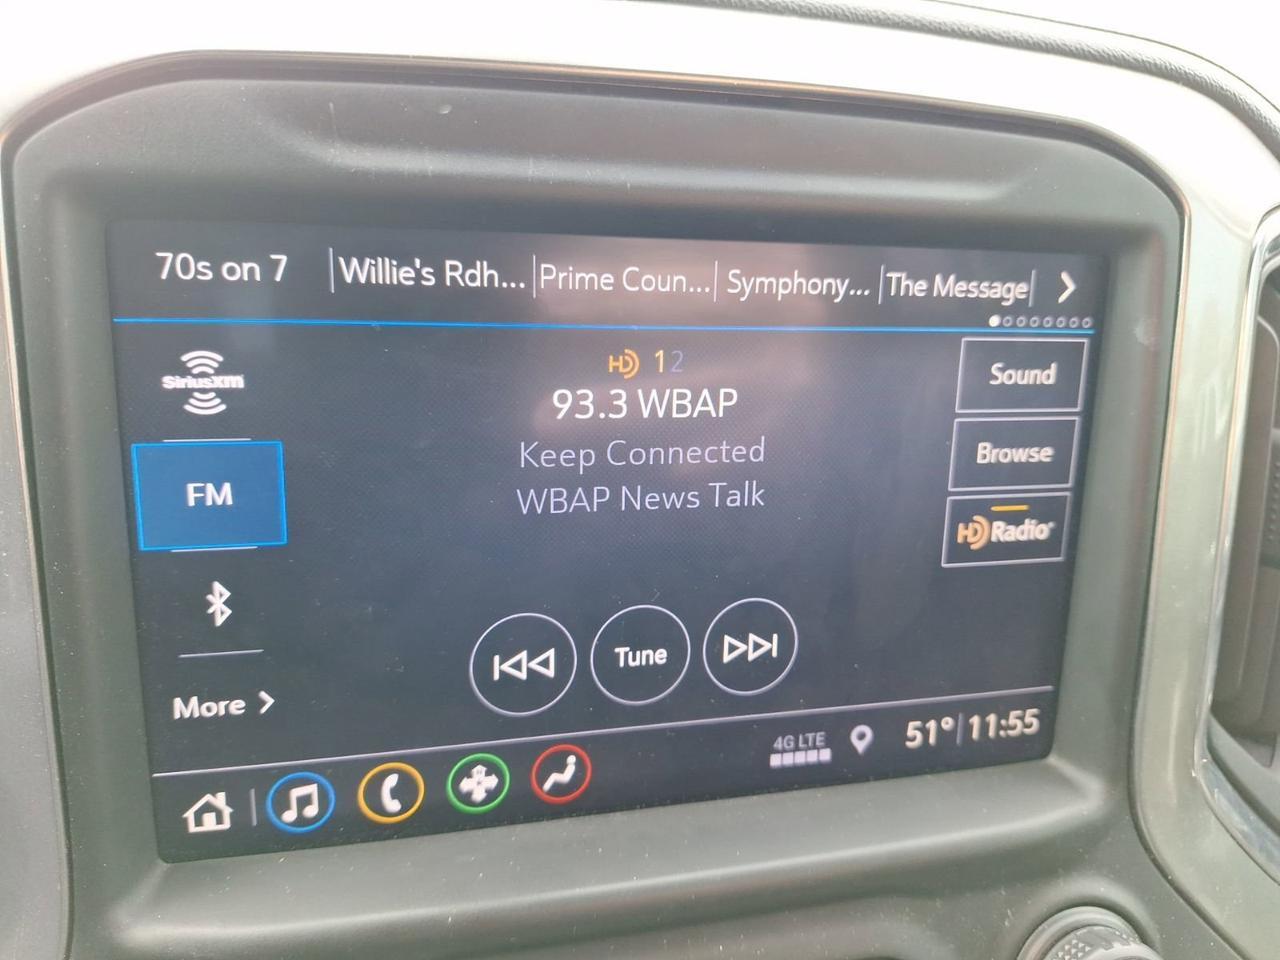 70s on 7 Willie's Rdh... Prime Coun... Symphony... The Message
SiriusXM
HD 1 2
93.3 WBAP
Keep Connected
WBAP News Talk
Sound
Browse
HD Radio
FM
More
Tune
4G LTE
51° 11:55